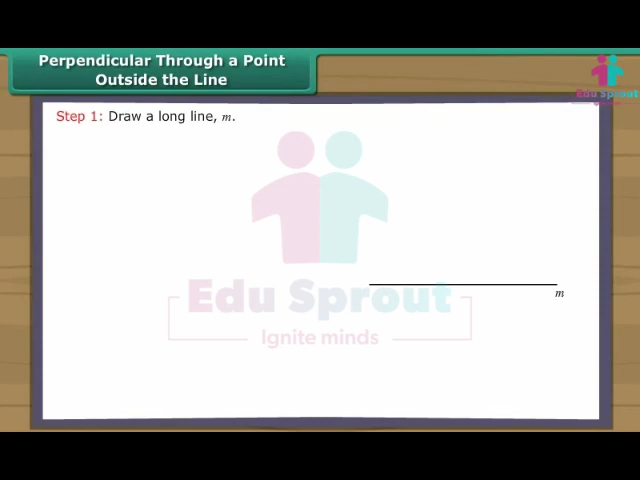 Perpendicular Through a Point
Outside the Line
Edu Sprout
Step 1: Draw a long line, m.
Edu Sprout
m
Ignite minds